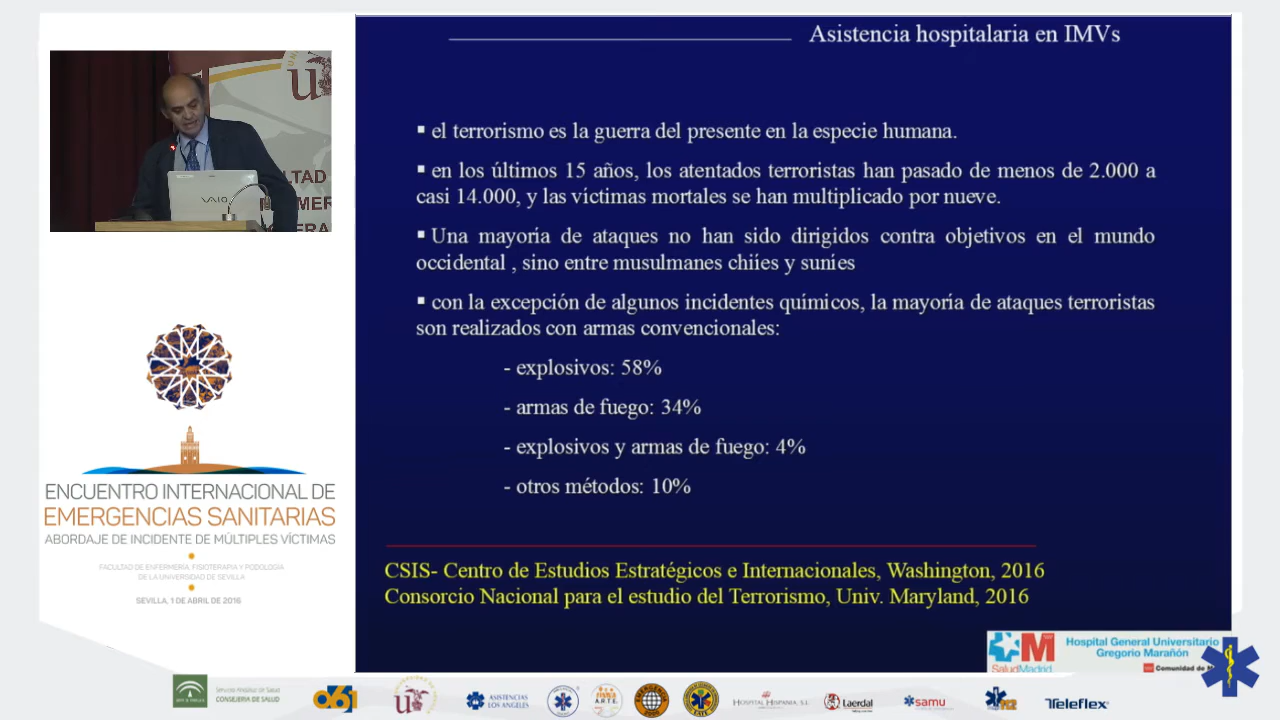 Asistencia hospitalaria en IMVs
▪ el terrorismo es la guerra del presente en la especie humana.
▪ en los últimos 15 años, los atentados terroristas han pasado de menos de 2.000 a
casi 14.000, y las víctimas mortales se han multiplicado por nueve.
▪ Una mayoría de ataques no han sido dirigidos contra objetivos en el mundo
occidental , sino entre musulmanes chiíes y suníes
▪ con la excepción de algunos incidentes químicos, la mayoría de ataques terroristas
son realizados con armas convencionales:
- explosivos: 58%
- armas de fuego: 34%
- explosivos y armas de fuego: 4%
- otros métodos: 10%
CSIS- Centro de Estudios Estratégicos e Internacionales, Washington, 2016
Consorcio Nacional para el estudio del Terrorismo, Univ. Maryland, 2016
SaludMadrid
Hospital General Universitario
Gregorio Marañón
VAIO
ENCUENTRO INTERNACIONAL DE
EMERGENCIAS SANITARIAS
ABORDAJE DE INCIDENTE DE MÚLTIPLES VÍCTIMAS
FACULTAD DE ENFERMERÍA, FISIOTERAPIA Y PODOLOGÍA
DE LA UNIVERSIDAD DE SEVILLA
SEVILLA, 1 DE ABRIL DE 2016
CONSEJERÍA DE SALUD
061
ASISTENCIAS
LOS ANGELES
HOSPITAL HISPANIA, S.L
Laerdal
samu
Teleflex